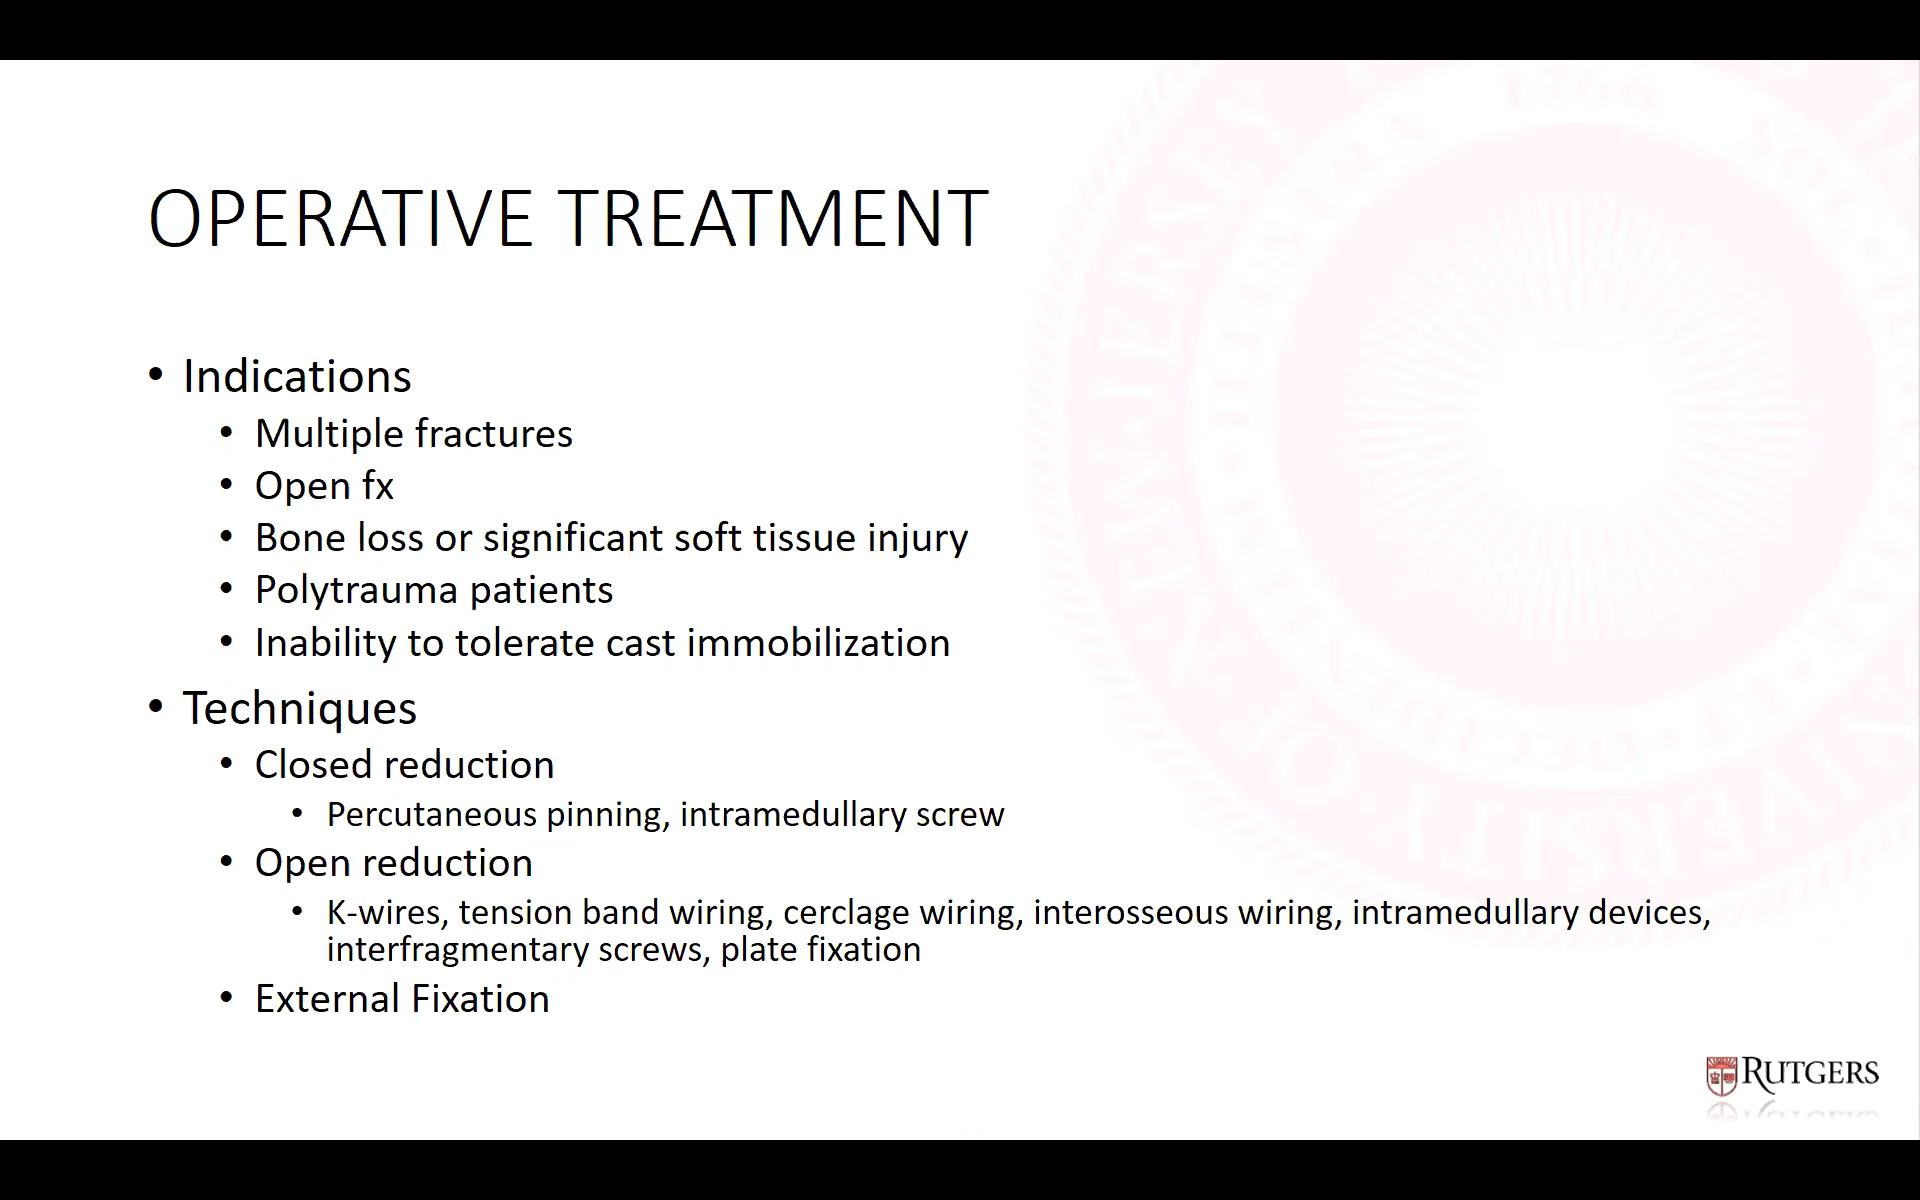 OPERATIVE TREATMENT
• Indications
• Multiple fractures
• Open fx
• Bone loss or significant soft tissue injury
• Polytrauma patients
• Inability to tolerate cast immobilization
• Techniques
• Closed reduction
• Percutaneous pinning, intramedullary screw
• Open reduction
• K-wires, tension band wiring, cerclage wiring, interosseous wiring, intramedullary devices,
interfragmentary screws, plate fixation
• External Fixation
RUTGERS
1766